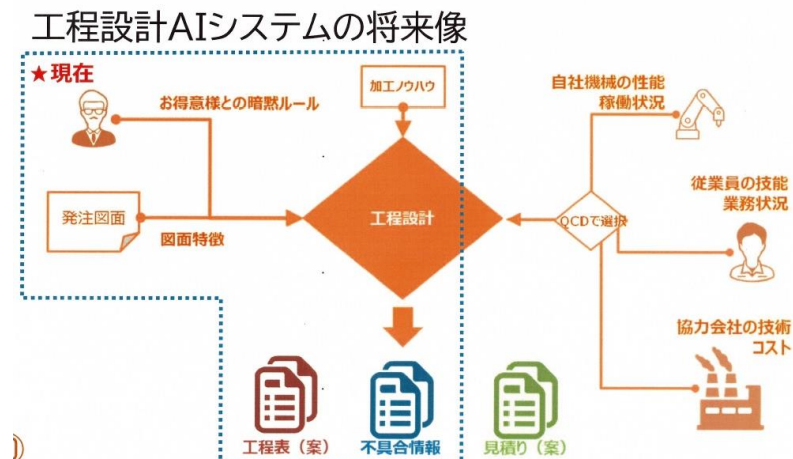 工程設計AIシステムの将来像
★現在
お得意様との暗黙ルール
加工ノウハウ
自社機械の性能
稼働状況
発注図面
図面特徴
工程設計
QCDで選択
従業員の技能
業務状況
協力会社の技術
コスト
工程表（案）
不具合情報
見積り（案）